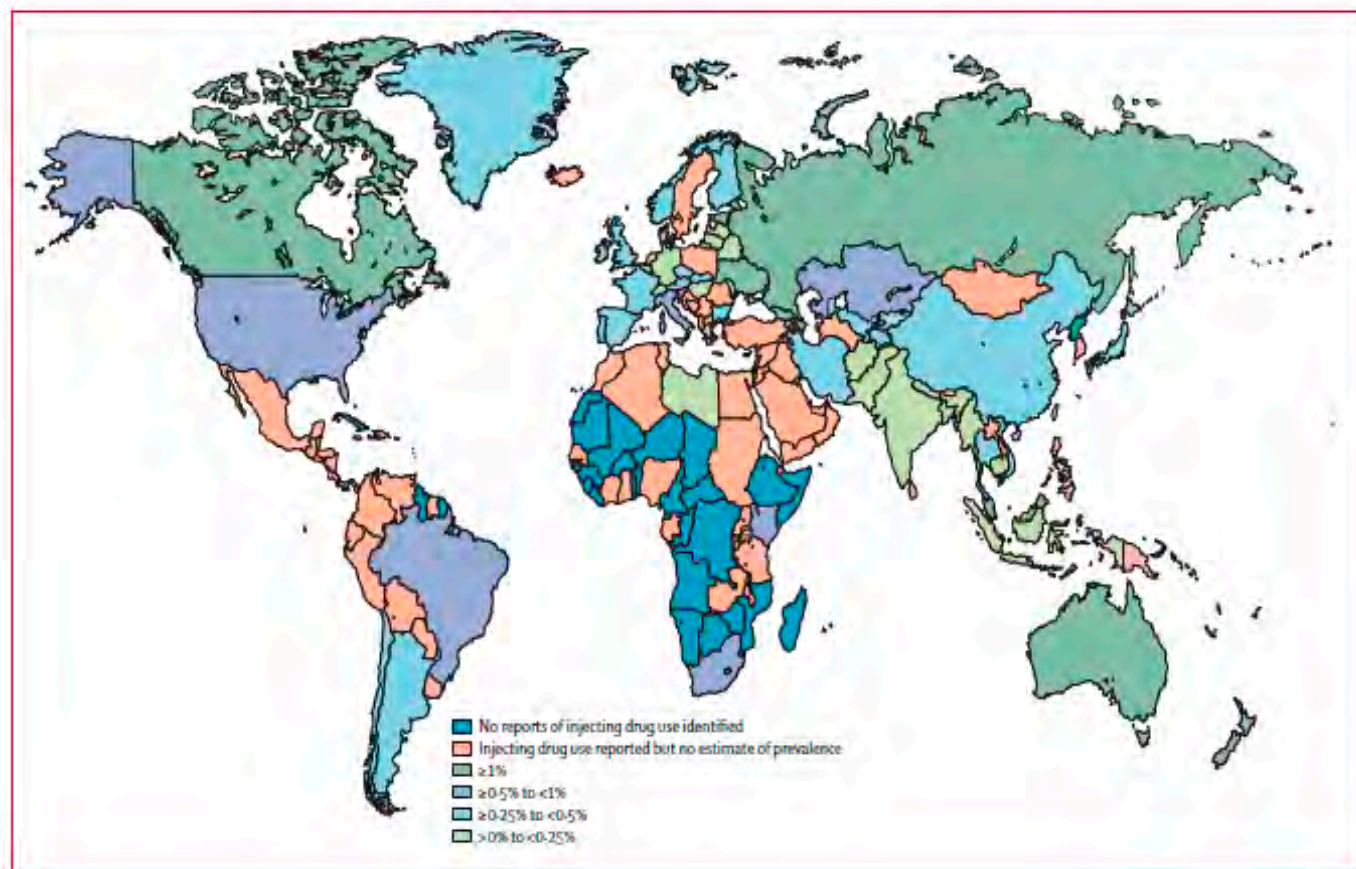 No reports of injecting drug use identified
Injecting drug use reported but no estimate of prevalence
≥1%
≥0·5% to <1%
≥0·25% to <0·5%
>0% to <0·25%